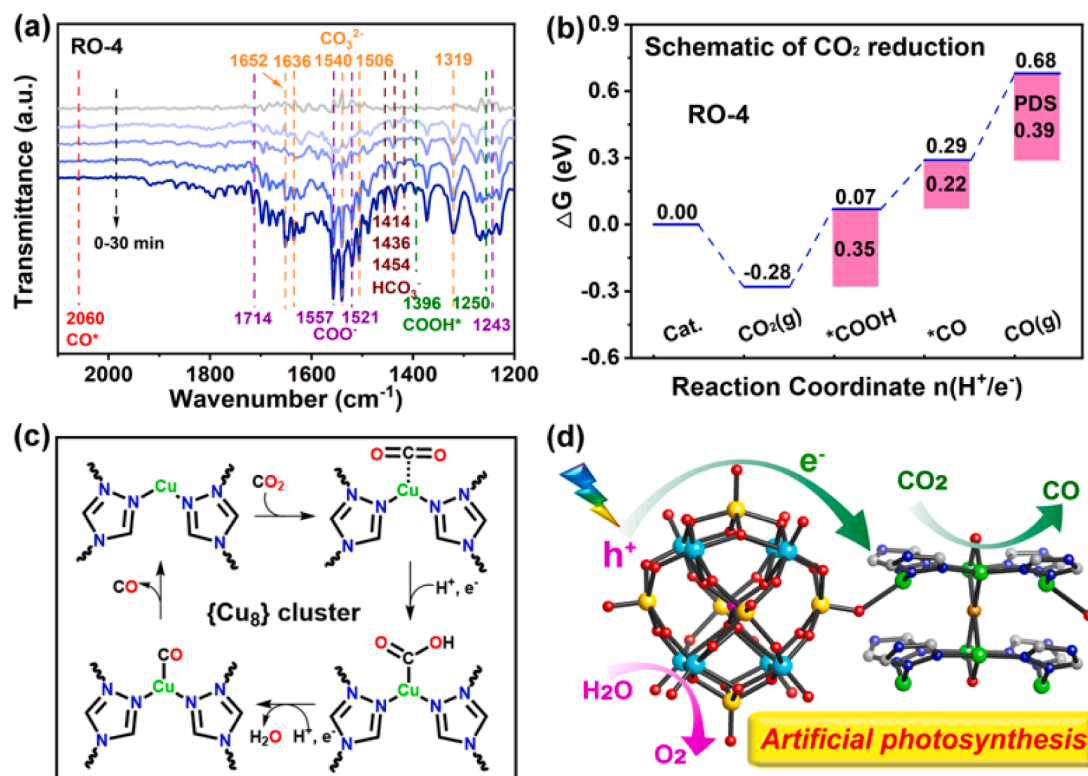 (a)
RO-4
CO₃²⁻
1652 1636 1540 1506 1319
0-30 min
1414
1436
1454
HCO₃⁻
2060
CO*
1714
1557 1521
COO⁻
1396 1250
COOH*
1243
Transmittance (a.u.)
2000 1800 1600 1400 1200
Wavenumber (cm⁻¹)
(b)
Schematic of CO₂ reduction
RO-4
0.9
0.6
0.3
0.0
-0.3
-0.6
ΔG (eV)
0.00
-0.28
0.07
0.35
0.29
0.22
0.68
PDS
0.39
Cat.
CO₂(g)
*COOH
*CO
CO(g)
Reaction Coordinate n(H⁺/e⁻)
(c)
Cu
N N
N N
N N
CO₂
O=C=O
Cu
N N
N N
N N
CO
{Cu₈} cluster
H⁺, e⁻
CO
Cu
N N
N N
N N
H₂O H⁺, e⁻
O C OH
Cu
N N
N N
N N
(d)
e⁻
h⁺
CO₂
CO
H₂O
O₂
Artificial photosynthesis